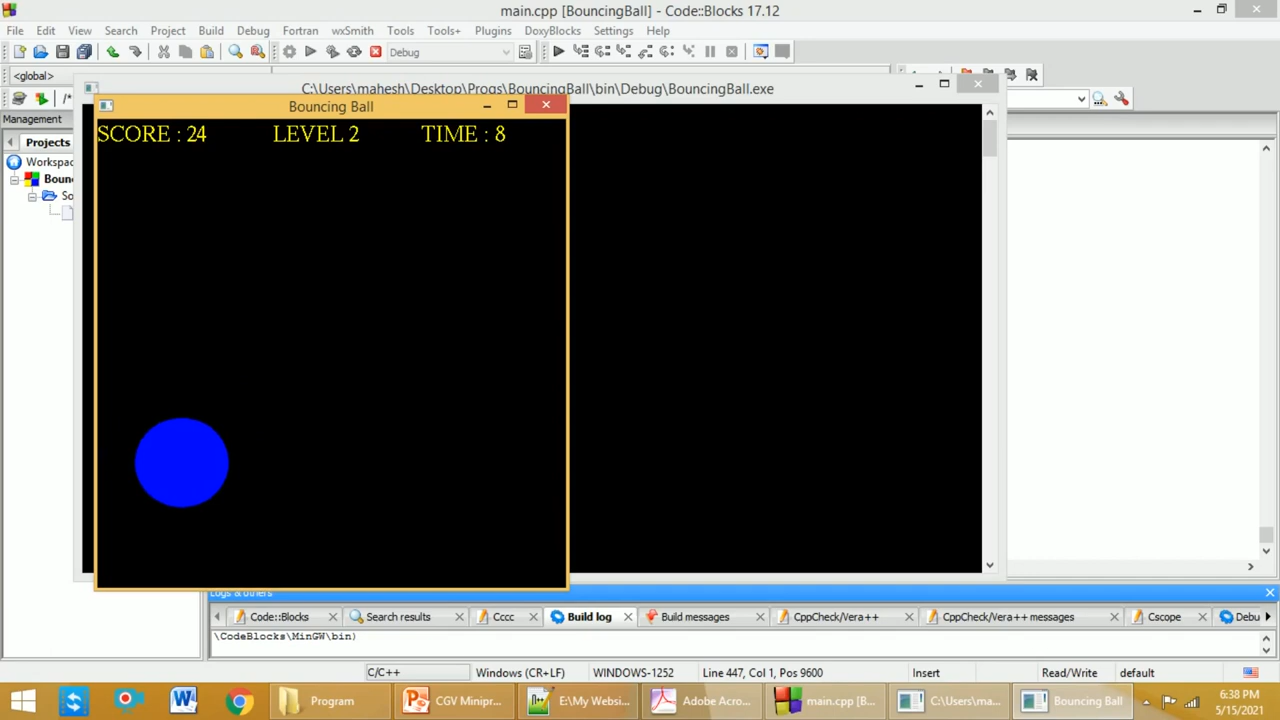 main.cpp [BouncingBall] - Code::Blocks 17.12
File Edit View Search Project Build Debug Fortran wxSmith Tools Tools+ Plugins DoxyBlocks Settings Help
Debug
<global>
C:\Users\mahesh\Desktop\Progs\BouncingBall\bin\Debug\BouncingBall.exe
/*
Management
Bouncing Ball
SCORE : 24 LEVEL 2 TIME : 8
Projects
Workspac
Boun
So
Logs & others
Code::Blocks Search results Cccc Build log Build messages CppCheck/Vera++ CppCheck/Vera++ messages Cscope Debu
\CodeBlocks\MinGW\bin)
C/C++ Windows (CR+LF) WINDOWS-1252 Line 447, Col 1, Pos 9600 Insert Read/Write default
Program CGV Minipr... E:\My Websi... Adobe Acro... main.cpp [B... C:\Users\ma... Bouncing Ball
6:38 PM
5/15/2021